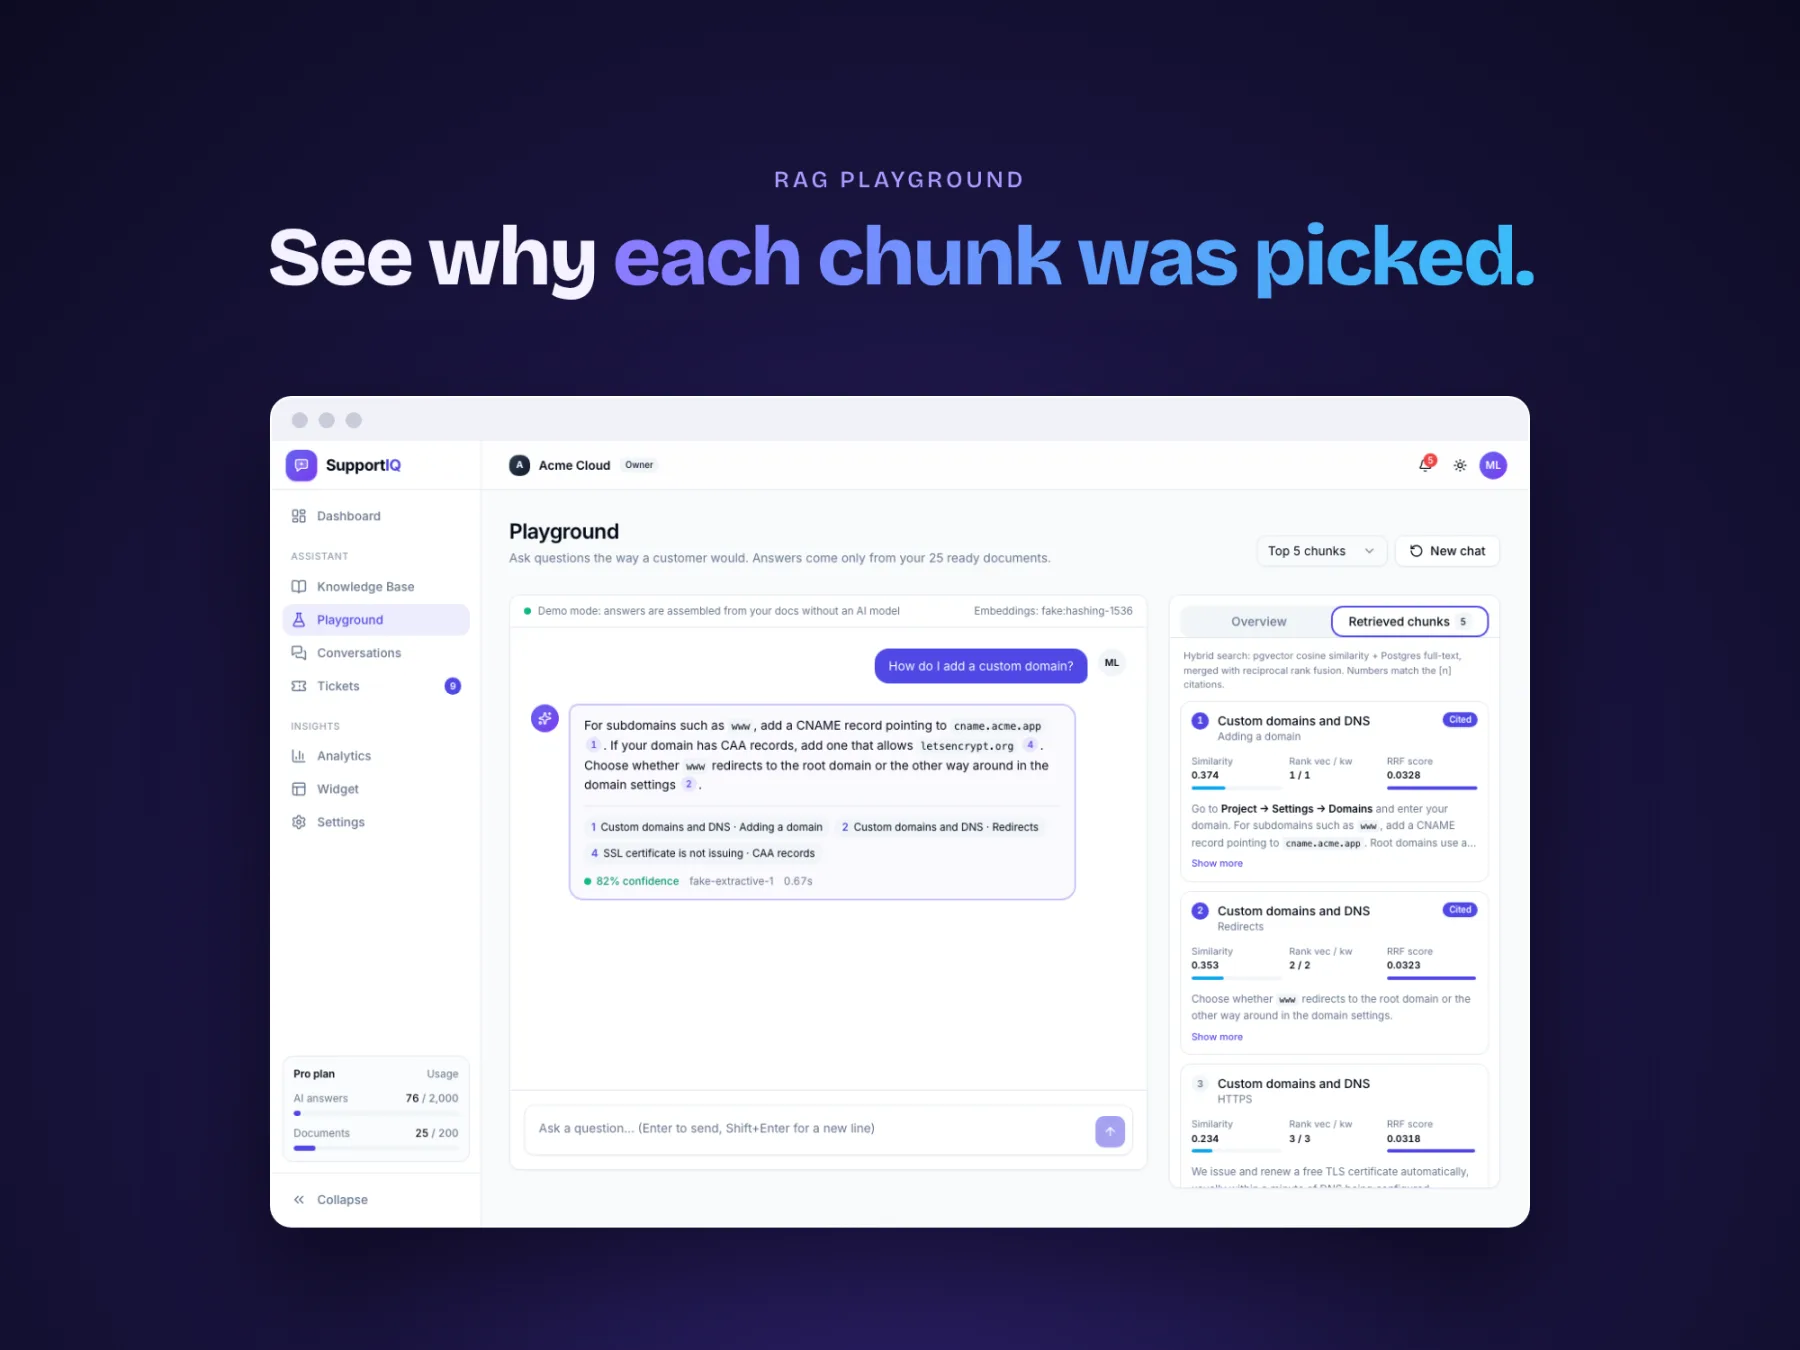 RAG PLAYGROUND
See why each chunk was picked.
SupportIQ
A Acme Cloud Owner
5
ML
Dashboard
ASSISTANT
Knowledge Base
Playground
Conversations
Tickets 9
INSIGHTS
Analytics
Widget
Settings
Pro plan Usage
AI answers 76 / 2,000
Documents 25 / 200
Collapse
Playground
Ask questions the way a customer would. Answers come only from your 25 ready documents.
Top 5 chunks
New chat
Demo mode: answers are assembled from your docs without an AI model
Embeddings: fake:hashing-1536
How do I add a custom domain?
ML
For subdomains such as www, add a CNAME record pointing to cname.acme.app
1. If your domain has CAA records, add one that allows letsencrypt.org 4.
Choose whether www redirects to the root domain or the other way around in the
domain settings 2.
1 Custom domains and DNS · Adding a domain 2 Custom domains and DNS · Redirects
4 SSL certificate is not issuing · CAA records
82% confidence fake-extractive-1 0.67s
Ask a question... (Enter to send, Shift+Enter for a new line)
Overview
Retrieved chunks 5
Hybrid search: pgvector cosine similarity + Postgres full-text,
merged with reciprocal rank fusion. Numbers match the [n]
citations.
1 Custom domains and DNS Cited
Adding a domain
Similarity Rank vec / kw RRF score
0.374 1 / 1 0.0328
Go to Project → Settings → Domains and enter your
domain. For subdomains such as www, add a CNAME
record pointing to cname.acme.app. Root domains use a...
Show more
2 Custom domains and DNS Cited
Redirects
Similarity Rank vec / kw RRF score
0.353 2 / 2 0.0323
Choose whether www redirects to the root domain or the
other way around in the domain settings.
Show more
3 Custom domains and DNS
HTTPS
Similarity Rank vec / kw RRF score
0.234 3 / 3 0.0318
We issue and renew a free TLS certificate automatically,